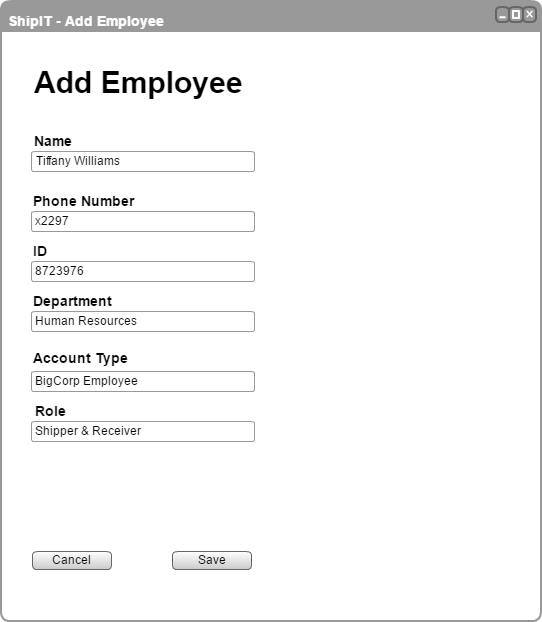 ShipIT - Add Employee
Add Employee
Name
Tiffany Williams
Phone Number
x2297
ID
8723976
Department
Human Resources
Account Type
BigCorp Employee
Role
Shipper & Receiver
Cancel Save